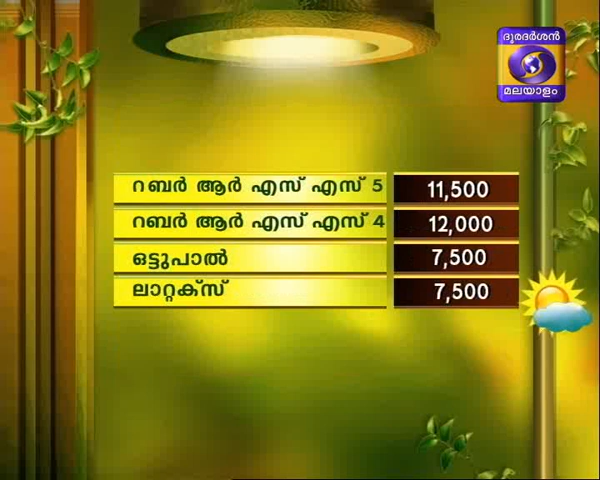 ദൂരദർശൻ
മലയാളം
റബർ ആർ എസ് എസ് 5 11,500
റബർ ആർ എസ് എസ് 4 12,000
ഒട്ടുപാൽ 7,500
ലാറ്റക്സ് 7,500